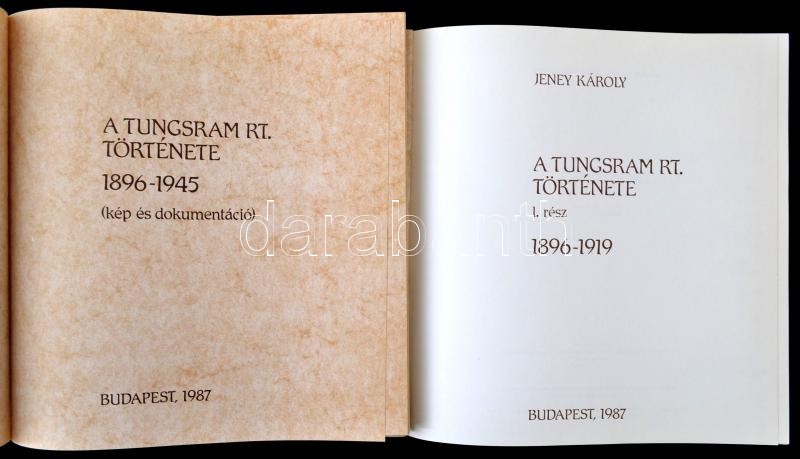 A TUNGSRAM RT.
TÖRTÉNETE
1896-1945
(kép és dokumentáció)
BUDAPEST, 1987
JENEY KÁROLY
A TUNGSRAM RT.
TÖRTÉNETE
I. rész
1896-1919
BUDAPEST, 1987
darabanth